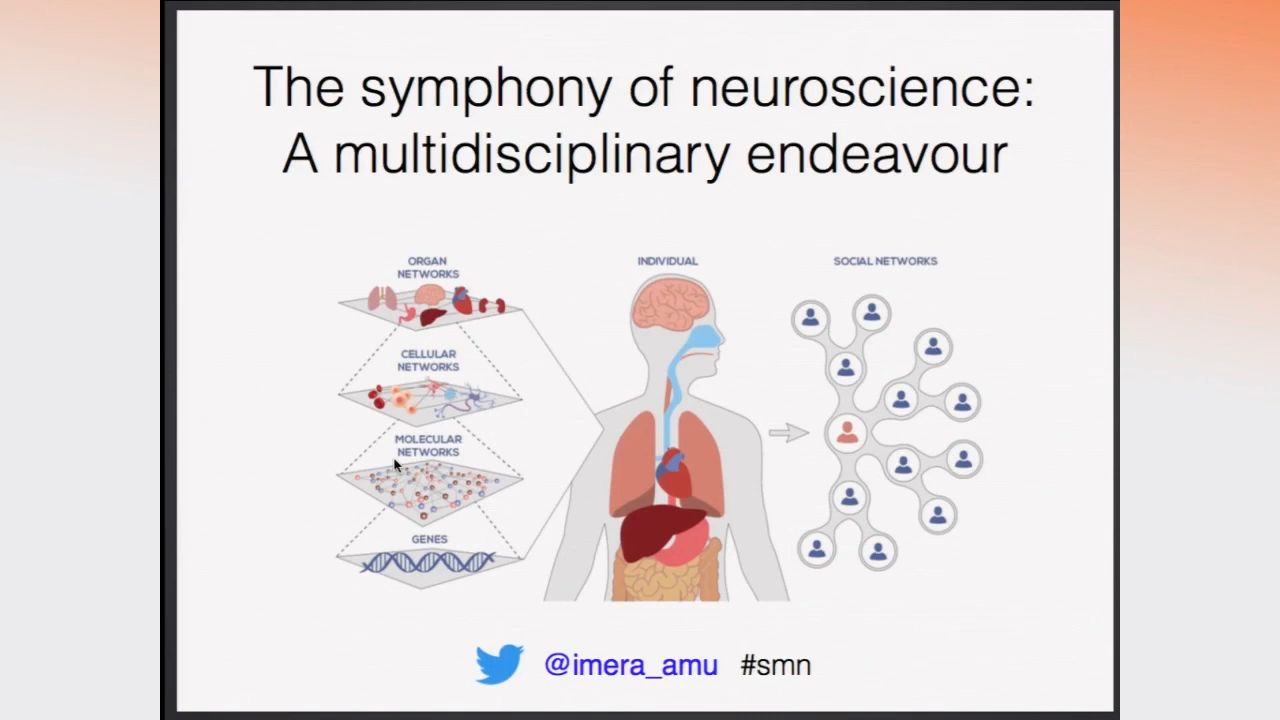 The symphony of neuroscience:
A multidisciplinary endeavour
ORGAN
NETWORKS
INDIVIDUAL
SOCIAL NETWORKS
CELLULAR
NETWORKS
MOLECULAR
NETWORKS
GENES
@imera_amu #smn